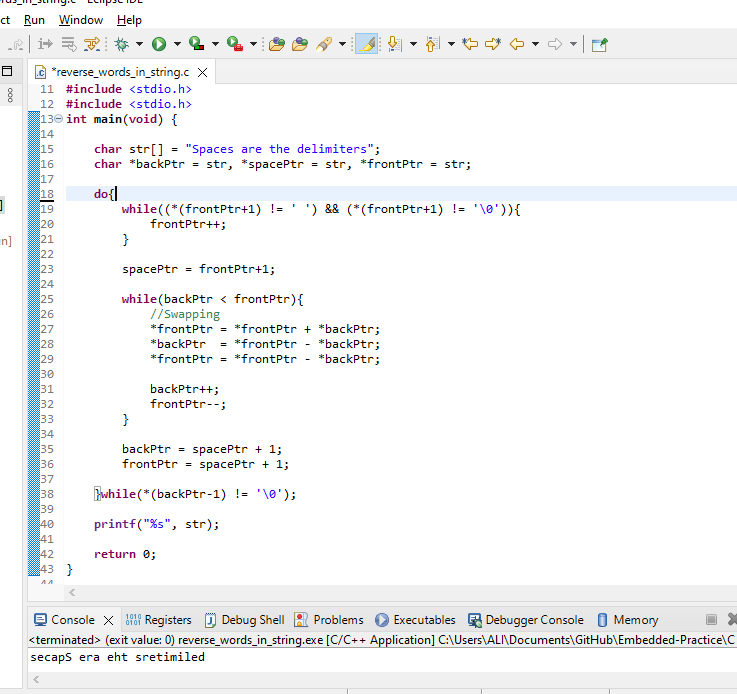 ords_in_string.c - Eclipse IDE
ct Run Window Help
*reverse_words_in_string.c
11 #include <stdio.h>
12 #include <stdio.h>
13 int main(void) {
14
15 char str[] = "Spaces are the delimiters";
16 char *backPtr = str, *spacePtr = str, *frontPtr = str;
17
18 do{
19 while((*(frontPtr+1) != ' ') && (*(frontPtr+1) != '\0')){
20 frontPtr++;
21 }
22
23 spacePtr = frontPtr+1;
24
25 while(backPtr < frontPtr){
26 //Swapping
27 *frontPtr = *frontPtr + *backPtr;
28 *backPtr  = *frontPtr - *backPtr;
29 *frontPtr = *frontPtr - *backPtr;
30
31 backPtr++;
32 frontPtr--;
33 }
34
35 backPtr = spacePtr + 1;
36 frontPtr = spacePtr + 1;
37
38 }while(*(backPtr-1) != '\0');
39
40 printf("%s", str);
41
42 return 0;
43 }
44
in]
Console Registers Debug Shell Problems Executables Debugger Console Memory
<terminated> (exit value: 0) reverse_words_in_string.exe [C/C++ Application] C:\Users\ALI\Documents\GitHub\Embedded-Practice\C
secapS era eht sretimiled